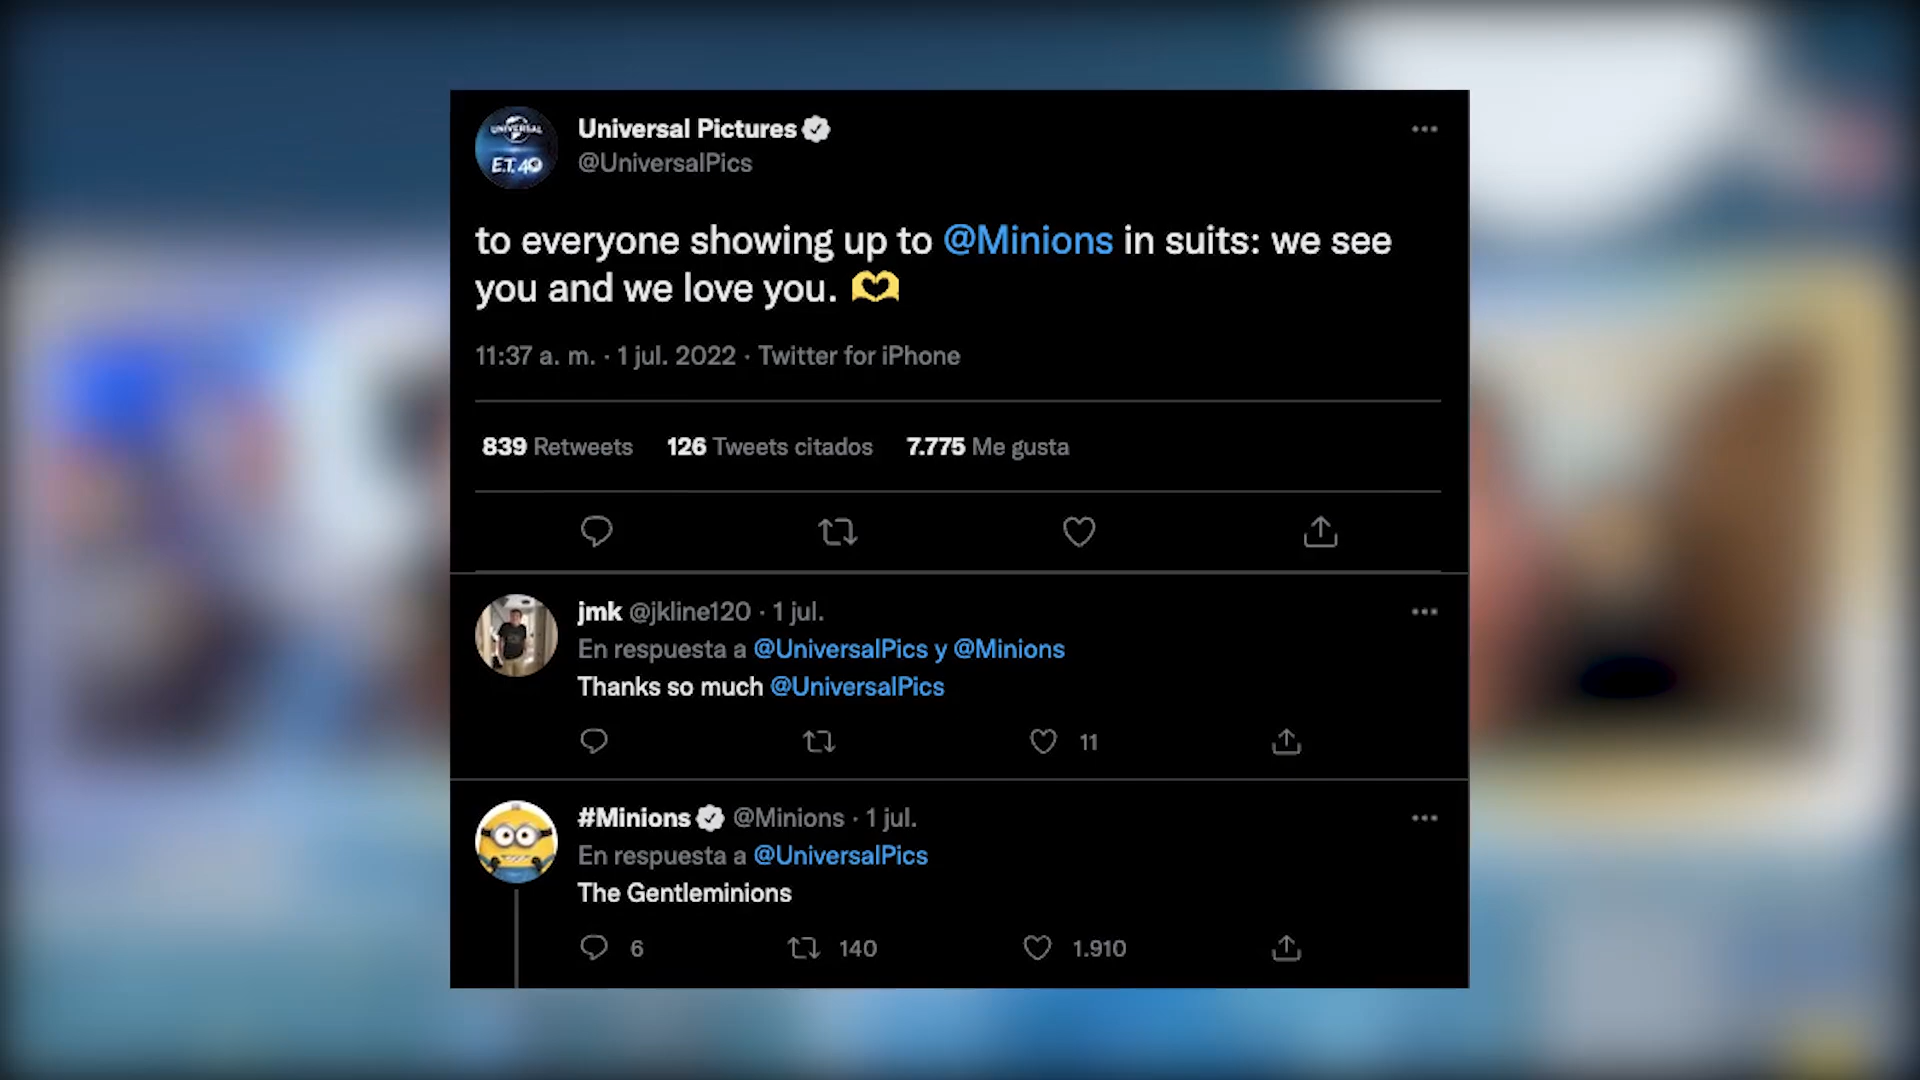 UNIVERSAL
E.T. 40
Universal Pictures
@UniversalPics
to everyone showing up to @Minions in suits: we see
you and we love you. 🫶
11:37 a. m. · 1 jul. 2022 · Twitter for iPhone
839 Retweets 126 Tweets citados 7.775 Me gusta
jmk @jkline120 · 1 jul.
En respuesta a @UniversalPics y @Minions
Thanks so much @UniversalPics
11
#Minions @Minions · 1 jul.
En respuesta a @UniversalPics
The Gentleminions
6 140 1.910